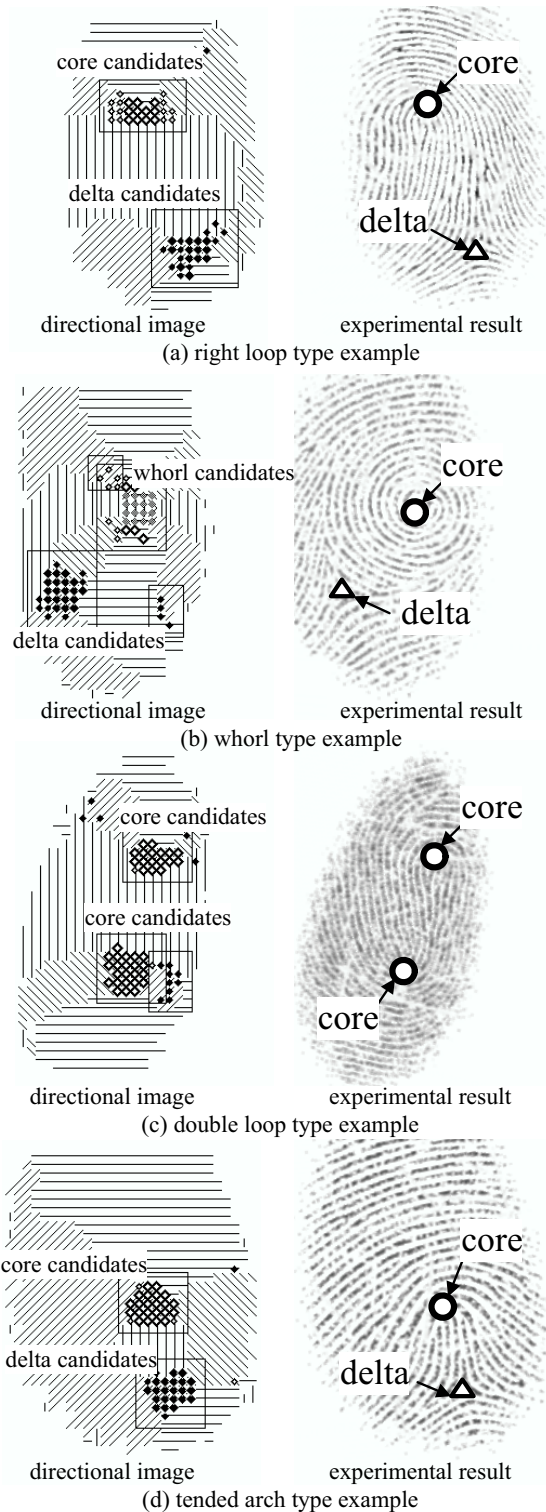 core candidates
core
delta candidates
delta
directional image experimental result
(a) right loop type example
whorl candidates
core
delta candidates
delta
directional image experimental result
(b) whorl type example
core candidates
core
core candidates
core
directional image experimental result
(c) double loop type example
core candidates
core
delta candidates
delta
directional image experimental result
(d) tended arch type example